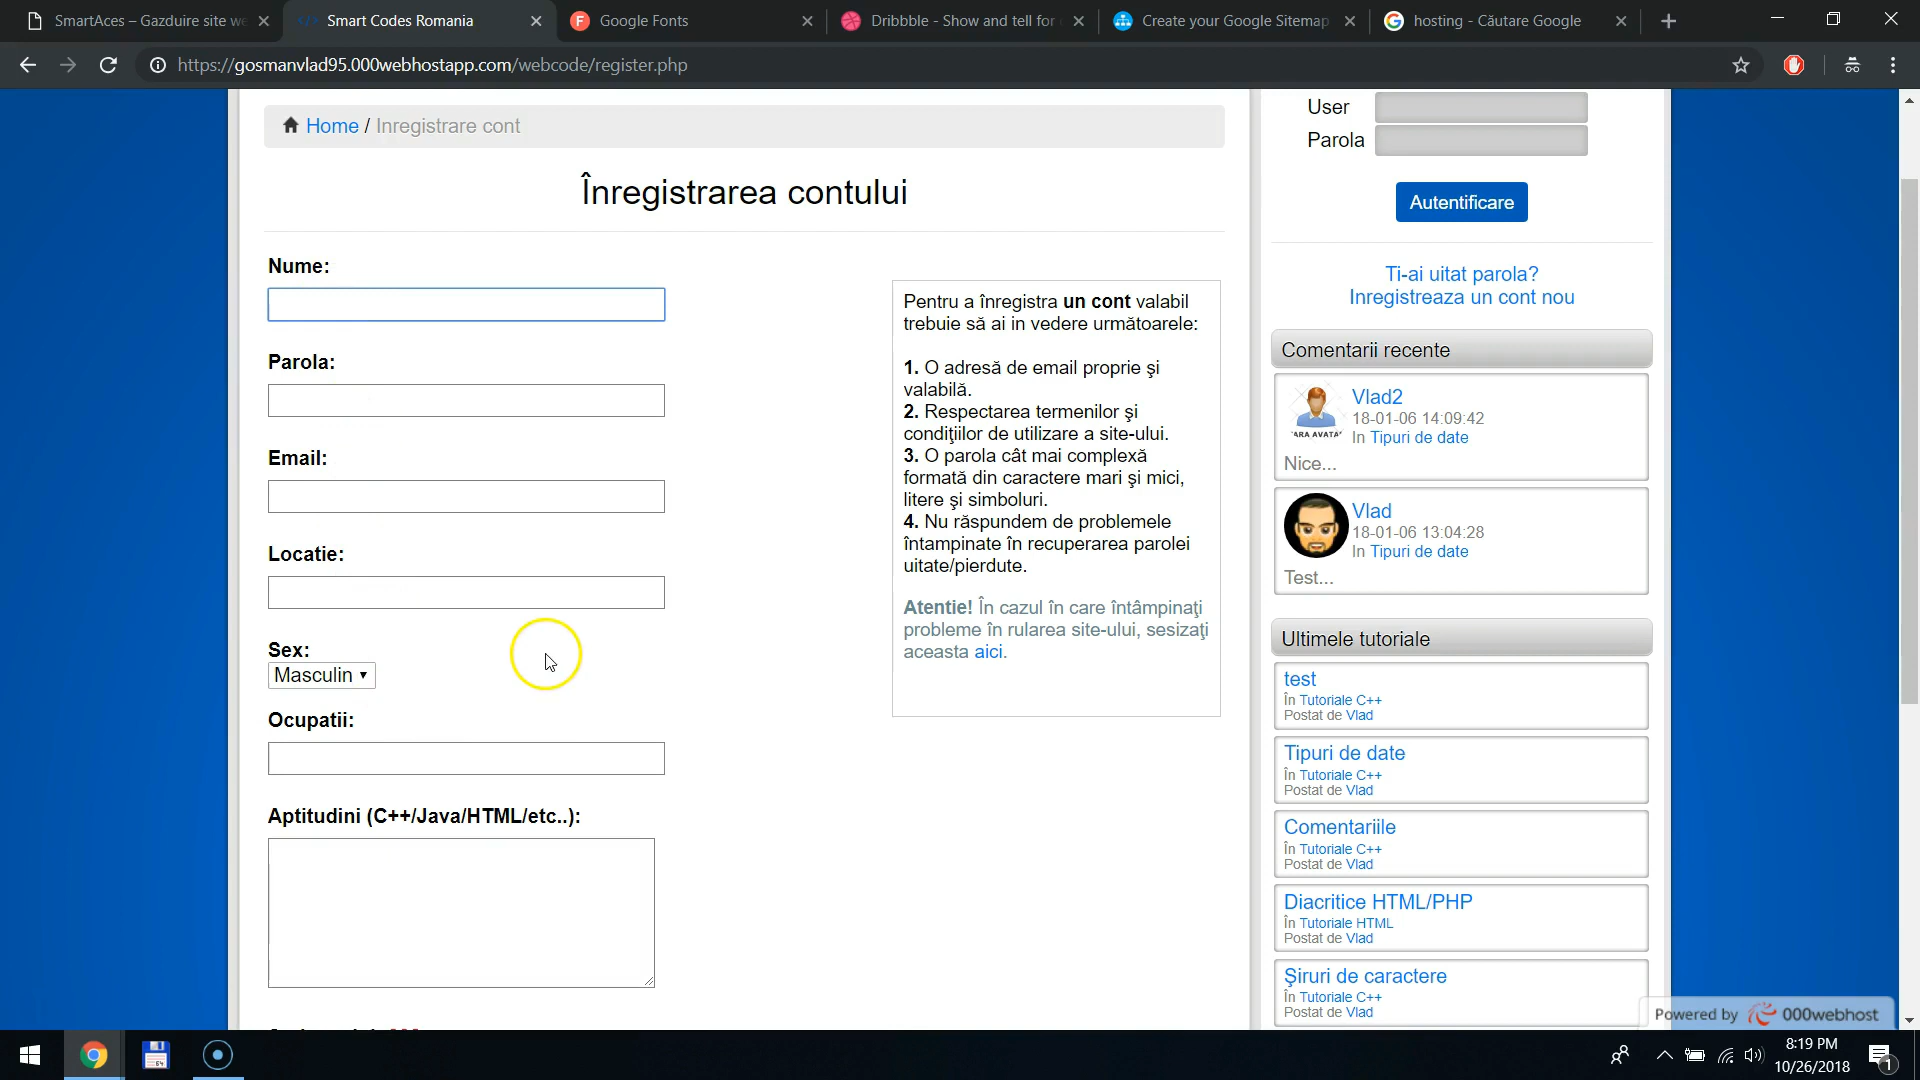 SmartAces – Gazduire site we
Smart Codes Romania
Google Fonts
Dribbble - Show and tell for
Create your Google Sitemap
hosting - Căutare Google
https://gosmanvlad95.000webhostapp.com/webcode/register.php
Home / Inregistrare cont
Înregistrarea contului
Nume:
Parola:
Email:
Locatie:
Sex:
Masculin
Ocupatii:
Aptitudini (C++/Java/HTML/etc..):
Pentru a înregistra un cont valabil
trebuie să ai in vedere următoarele:
1. O adresă de email proprie şi
valabilă.
2. Respectarea termenilor şi
condiţiilor de utilizare a site-ului.
3. O parola cât mai complexă
formată din caractere mari şi mici,
litere şi simboluri.
4. Nu răspundem de problemele
întampinate în recuperarea parolei
uitate/pierdute.
Atentie! În cazul în care întâmpinaţi
probleme în rularea site-ului, sesizaţi
aceasta aici.
User
Parola
Autentificare
Ti-ai uitat parola?
Inregistreaza un cont nou
Comentarii recente
Vlad2
18-01-06 14:09:42
In Tipuri de date
Nice...
Vlad
18-01-06 13:04:28
In Tipuri de date
Test...
Ultimele tutoriale
test
În Tutoriale C++
Postat de Vlad
Tipuri de date
În Tutoriale C++
Postat de Vlad
Comentariile
În Tutoriale C++
Postat de Vlad
Diacritice HTML/PHP
În Tutoriale HTML
Postat de Vlad
Şiruri de caractere
În Tutoriale C++
Postat de Vlad
Powered by 000webhost
64
8:19 PM
10/26/2018
1